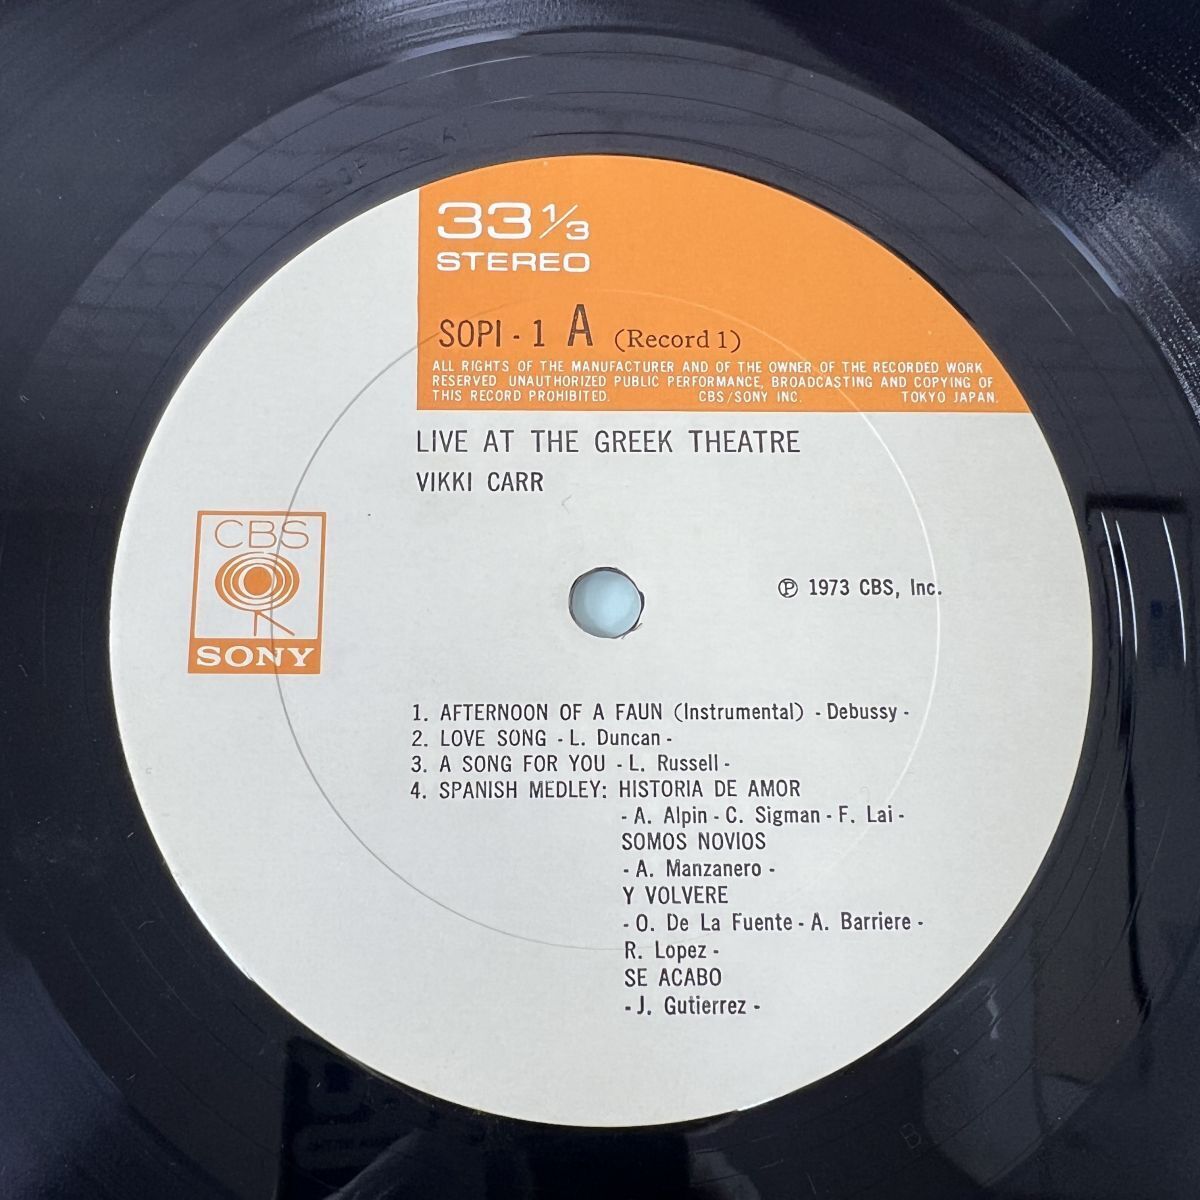 33 1/3
STEREO
SOPI - 1 A (Record 1)
ALL RIGHTS OF THE MANUFACTURER AND OF THE OWNER OF THE RECORDED WORK
RESERVED UNAUTHORIZED PUBLIC PERFORMANCE, BROADCASTING AND COPYING OF
THIS RECORD PROHIBITED. CBS/SONY INC. TOKYO JAPAN.
LIVE AT THE GREEK THEATRE
VIKKI CARR
CBS
SONY
℗ 1973 CBS, Inc.
1. AFTERNOON OF A FAUN (Instrumental) - Debussy -
2. LOVE SONG - L. Duncan -
3. A SONG FOR YOU - L. Russell -
4. SPANISH MEDLEY: HISTORIA DE AMOR
- A. Alpin - C. Sigman - F. Lai -
SOMOS NOVIOS
- A. Manzanero -
Y VOLVERE
- O. De La Fuente - A. Barriere -
R. Lopez -
SE ACABO
- J. Gutierrez -